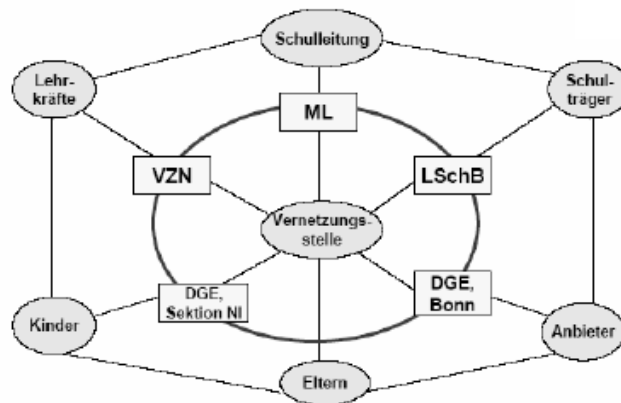 Schulleitung
Lehr-
kräfte
Schul-
träger
ML
VZN
LSchB
Vernetzungs-
stelle
DGE,
Sektion NI
DGE,
Bonn
Kinder
Anbieter
Eltern